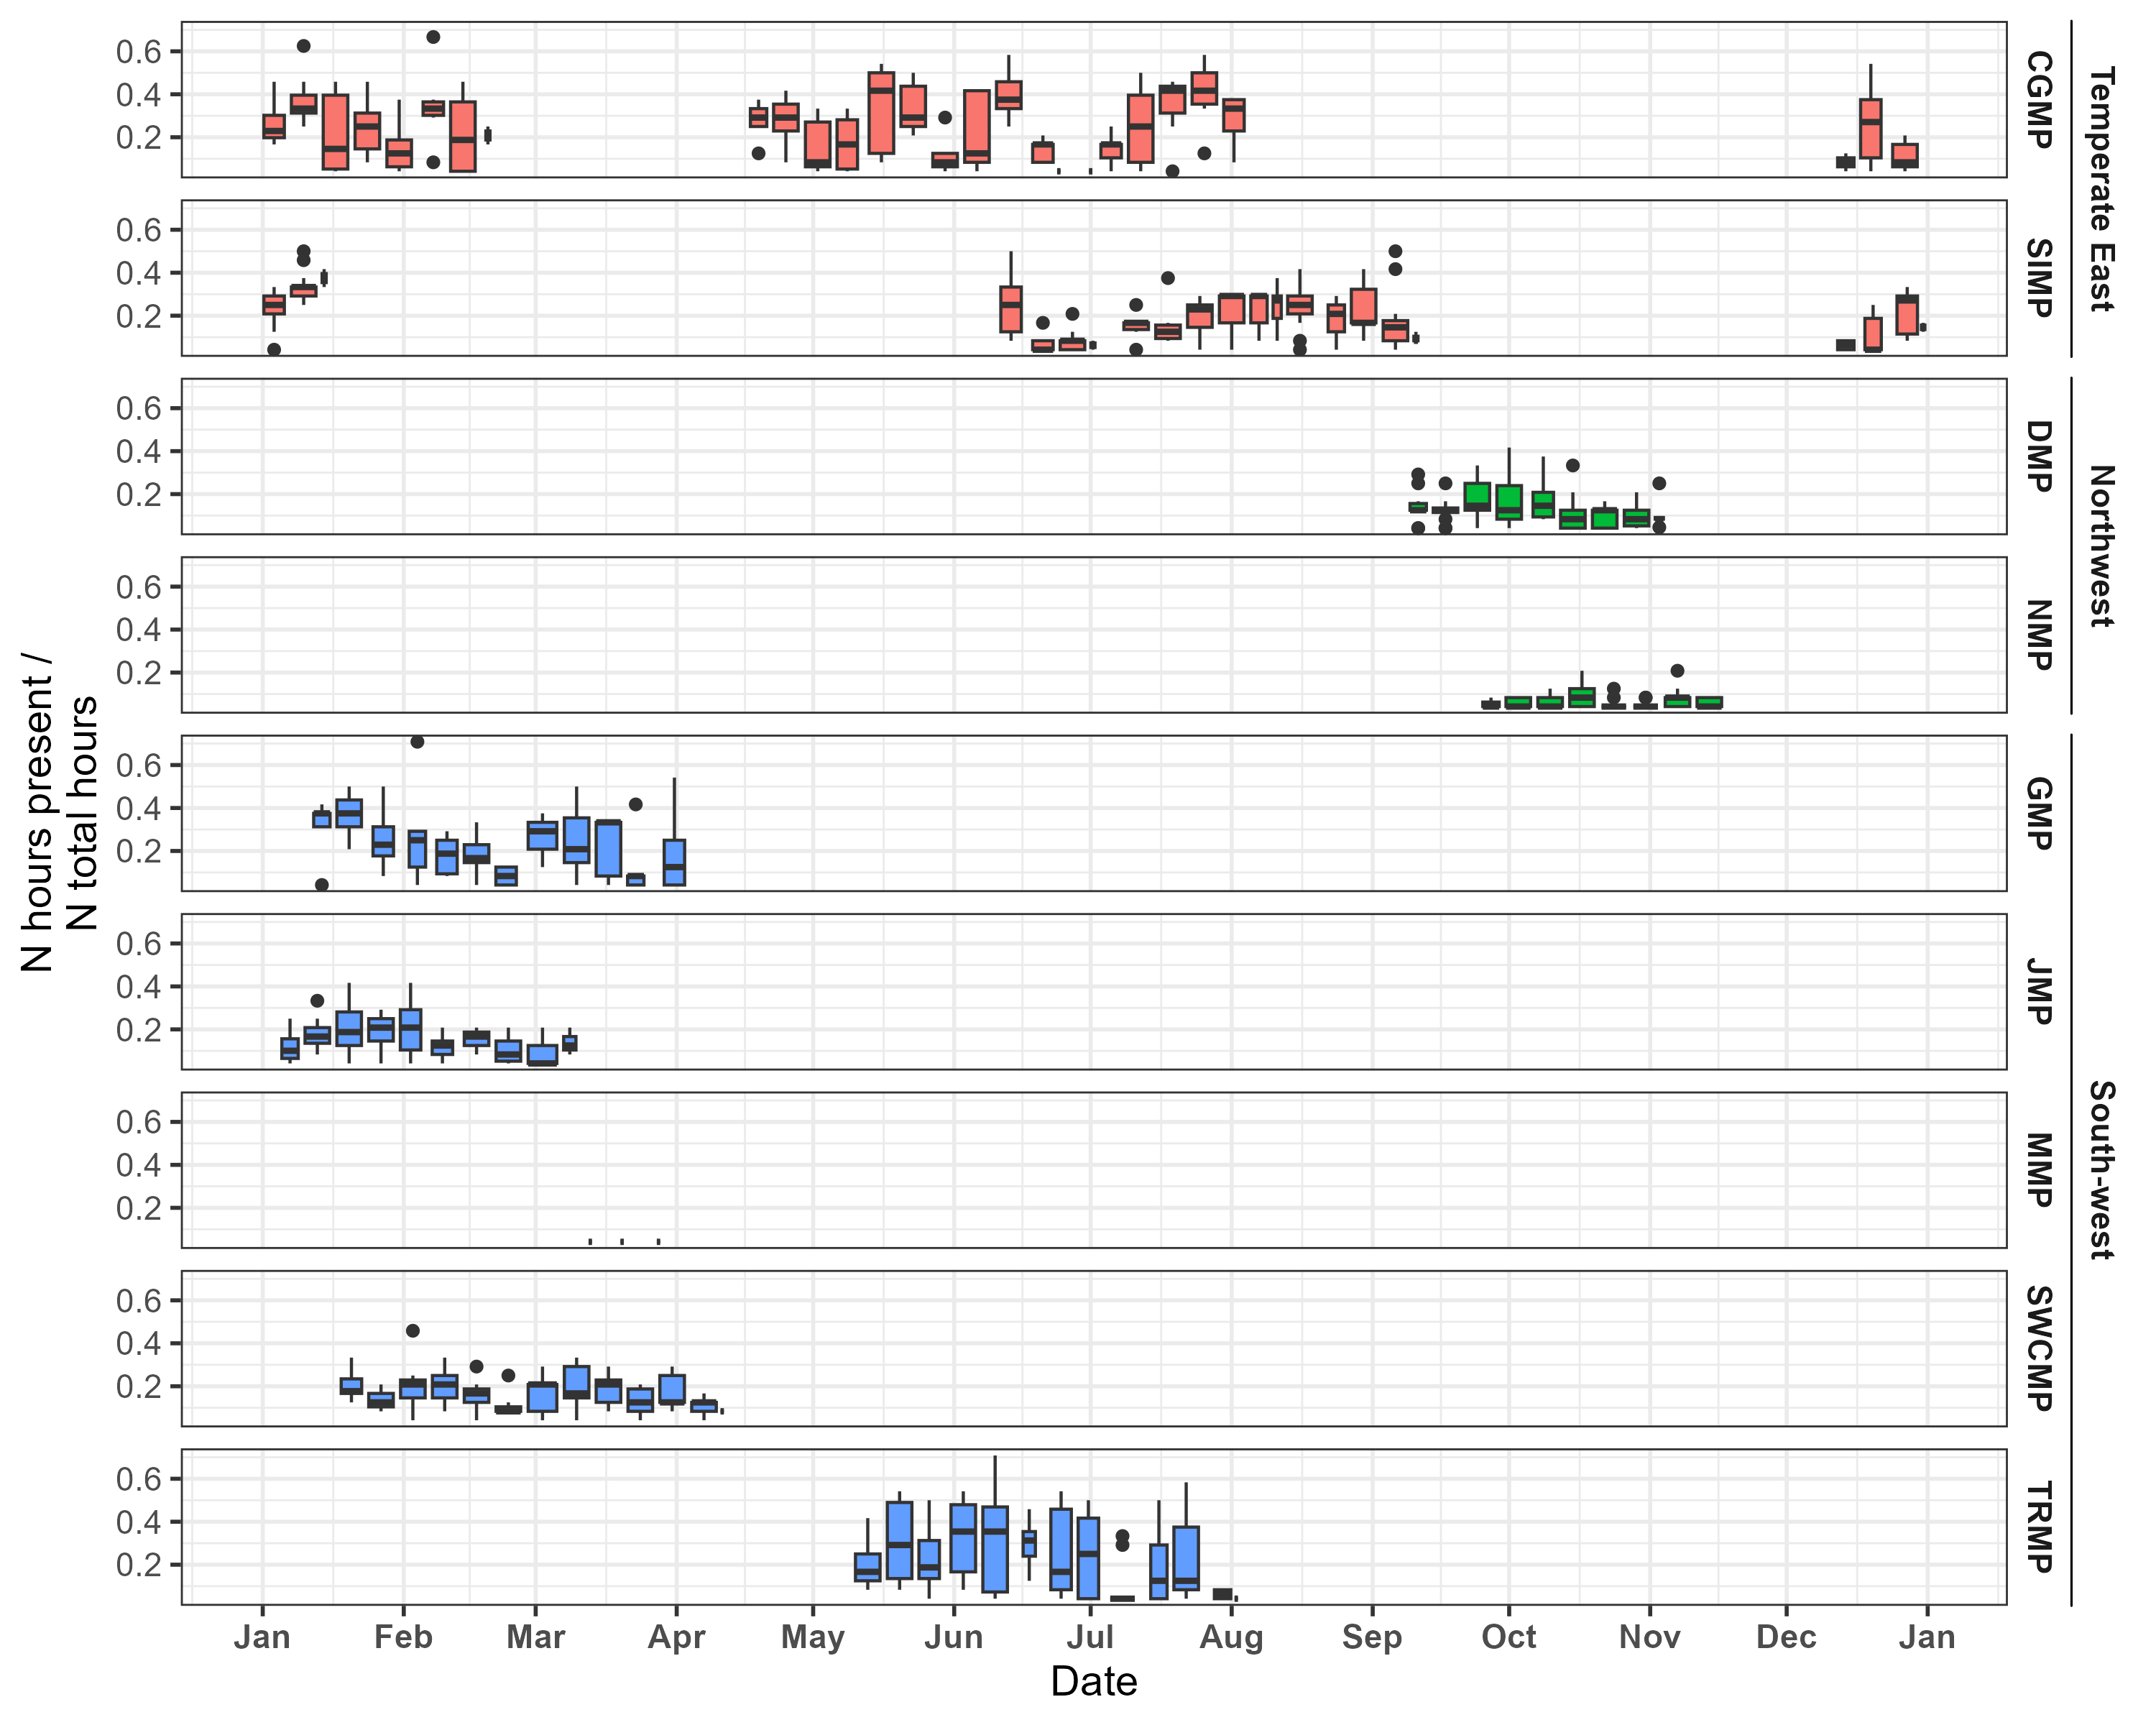 0.6
0.4
0.2
CGMP
Temperate East
0.6
0.4
0.2
SIMP
0.6
0.4
0.2
DMP
Northwest
0.6
0.4
0.2
NMP
0.6
0.4
0.2
GMP
South-west
0.6
0.4
0.2
JMP
0.6
0.4
0.2
MMP
0.6
0.4
0.2
SWCMP
0.6
0.4
0.2
TRMP
N hours present /
N total hours
Jan Feb Mar Apr May Jun Jul Aug Sep Oct Nov Dec Jan
Date